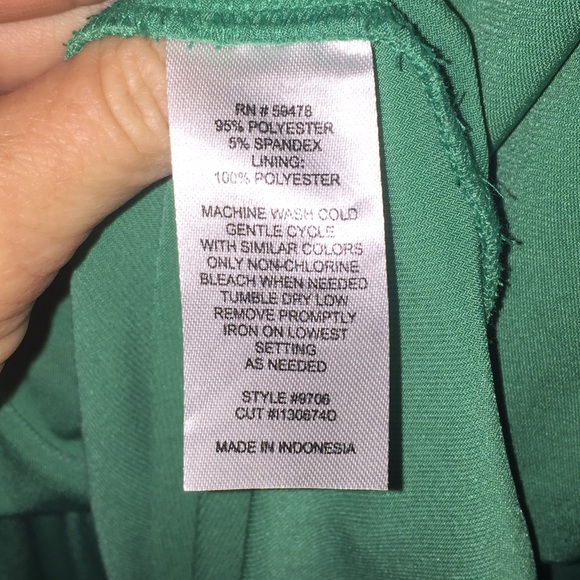 RN # 59478
95% POLYESTER
5% SPANDEX
LINING:
100% POLYESTER
MACHINE WASH COLD
GENTLE CYCLE
WITH SIMILAR COLORS
ONLY NON-CHLORINE
BLEACH WHEN NEEDED
TUMBLE DRY LOW
REMOVE PROMPTLY
IRON ON LOWEST
SETTING
AS NEEDED
STYLE #9706
CUT #I130674D
MADE IN INDONESIA